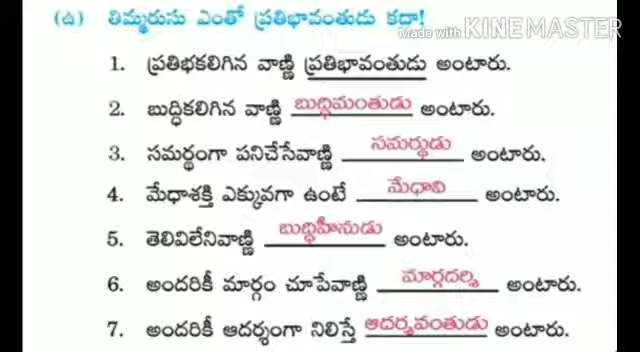 (ఉ) తిమ్మరుసు ఎంతో ప్రతిభావంతుడు కదా!
Made with KINEMASTER
1. ప్రతిభకలిగిన వాణ్ణి ప్రతిభావంతుడు అంటారు.
2. బుద్ధికలిగిన వాణ్ణి బుద్ధిమంతుడు అంటారు.
3. సమర్థంగా పనిచేసేవాణ్ణి సమర్థుడు అంటారు.
4. మేధాశక్తి ఎక్కువగా ఉంటే మేధావి అంటారు.
5. తెలివిలేనివాణ్ణి బుద్ధిహీనుడు అంటారు.
6. అందరికీ మార్గం చూపేవాణ్ణి మార్గదర్శి అంటారు.
7. అందరికీ ఆదర్శంగా నిలిస్తే ఆదర్శవంతుడు అంటారు.